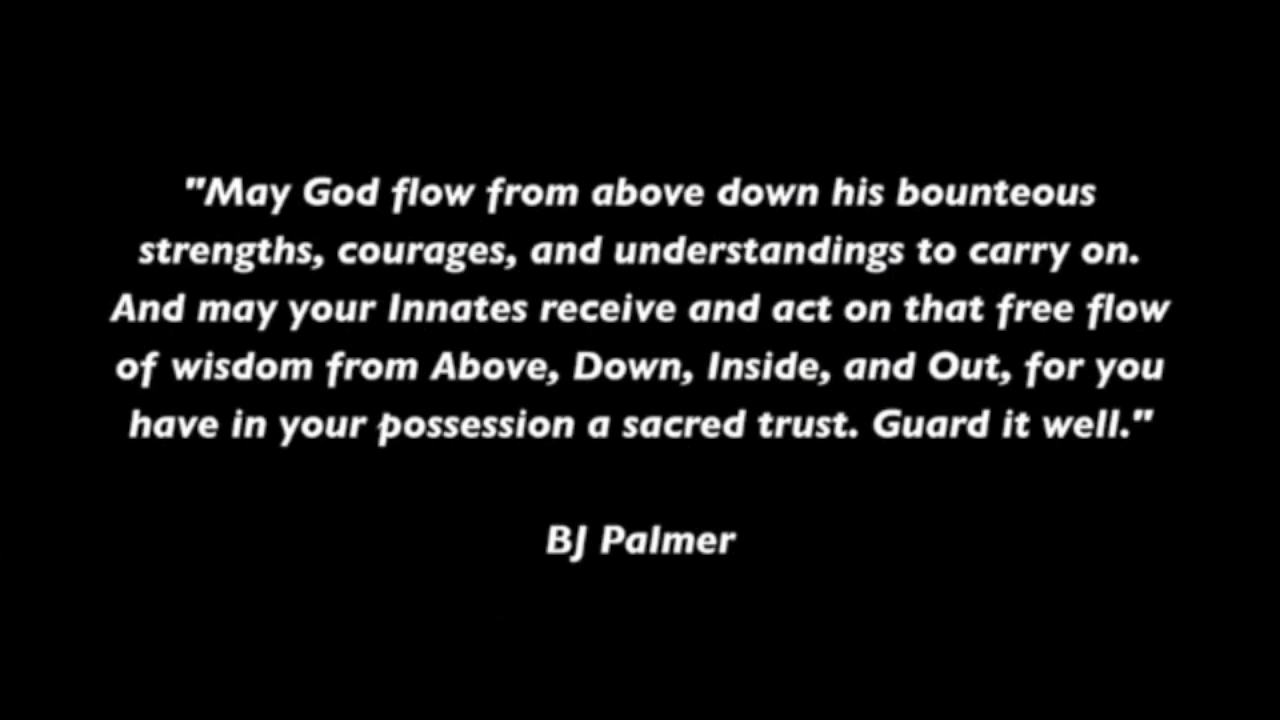 "May God flow from above down his bounteous
strengths, courages, and understandings to carry on.
And may your Innates receive and act on that free flow
of wisdom from Above, Down, Inside, and Out, for you
have in your possession a sacred trust. Guard it well."
BJ Palmer